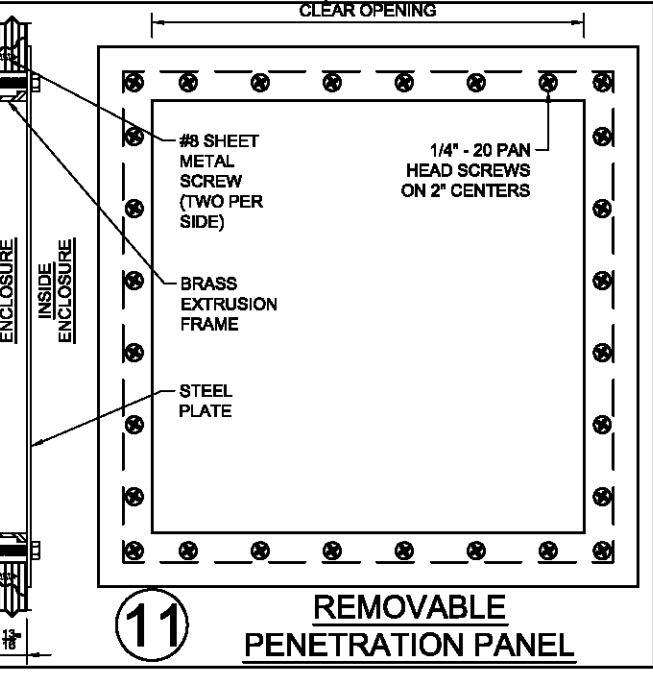 CLEAR OPENING
#8 SHEET
METAL
SCREW
(TWO PER
SIDE)
1/4" - 20 PAN
HEAD SCREWS
ON 2" CENTERS
ENCLOSURE
INSIDE
ENCLOSURE
BRASS
EXTRUSION
FRAME
STEEL
PLATE
13/16
11
REMOVABLE
PENETRATION PANEL